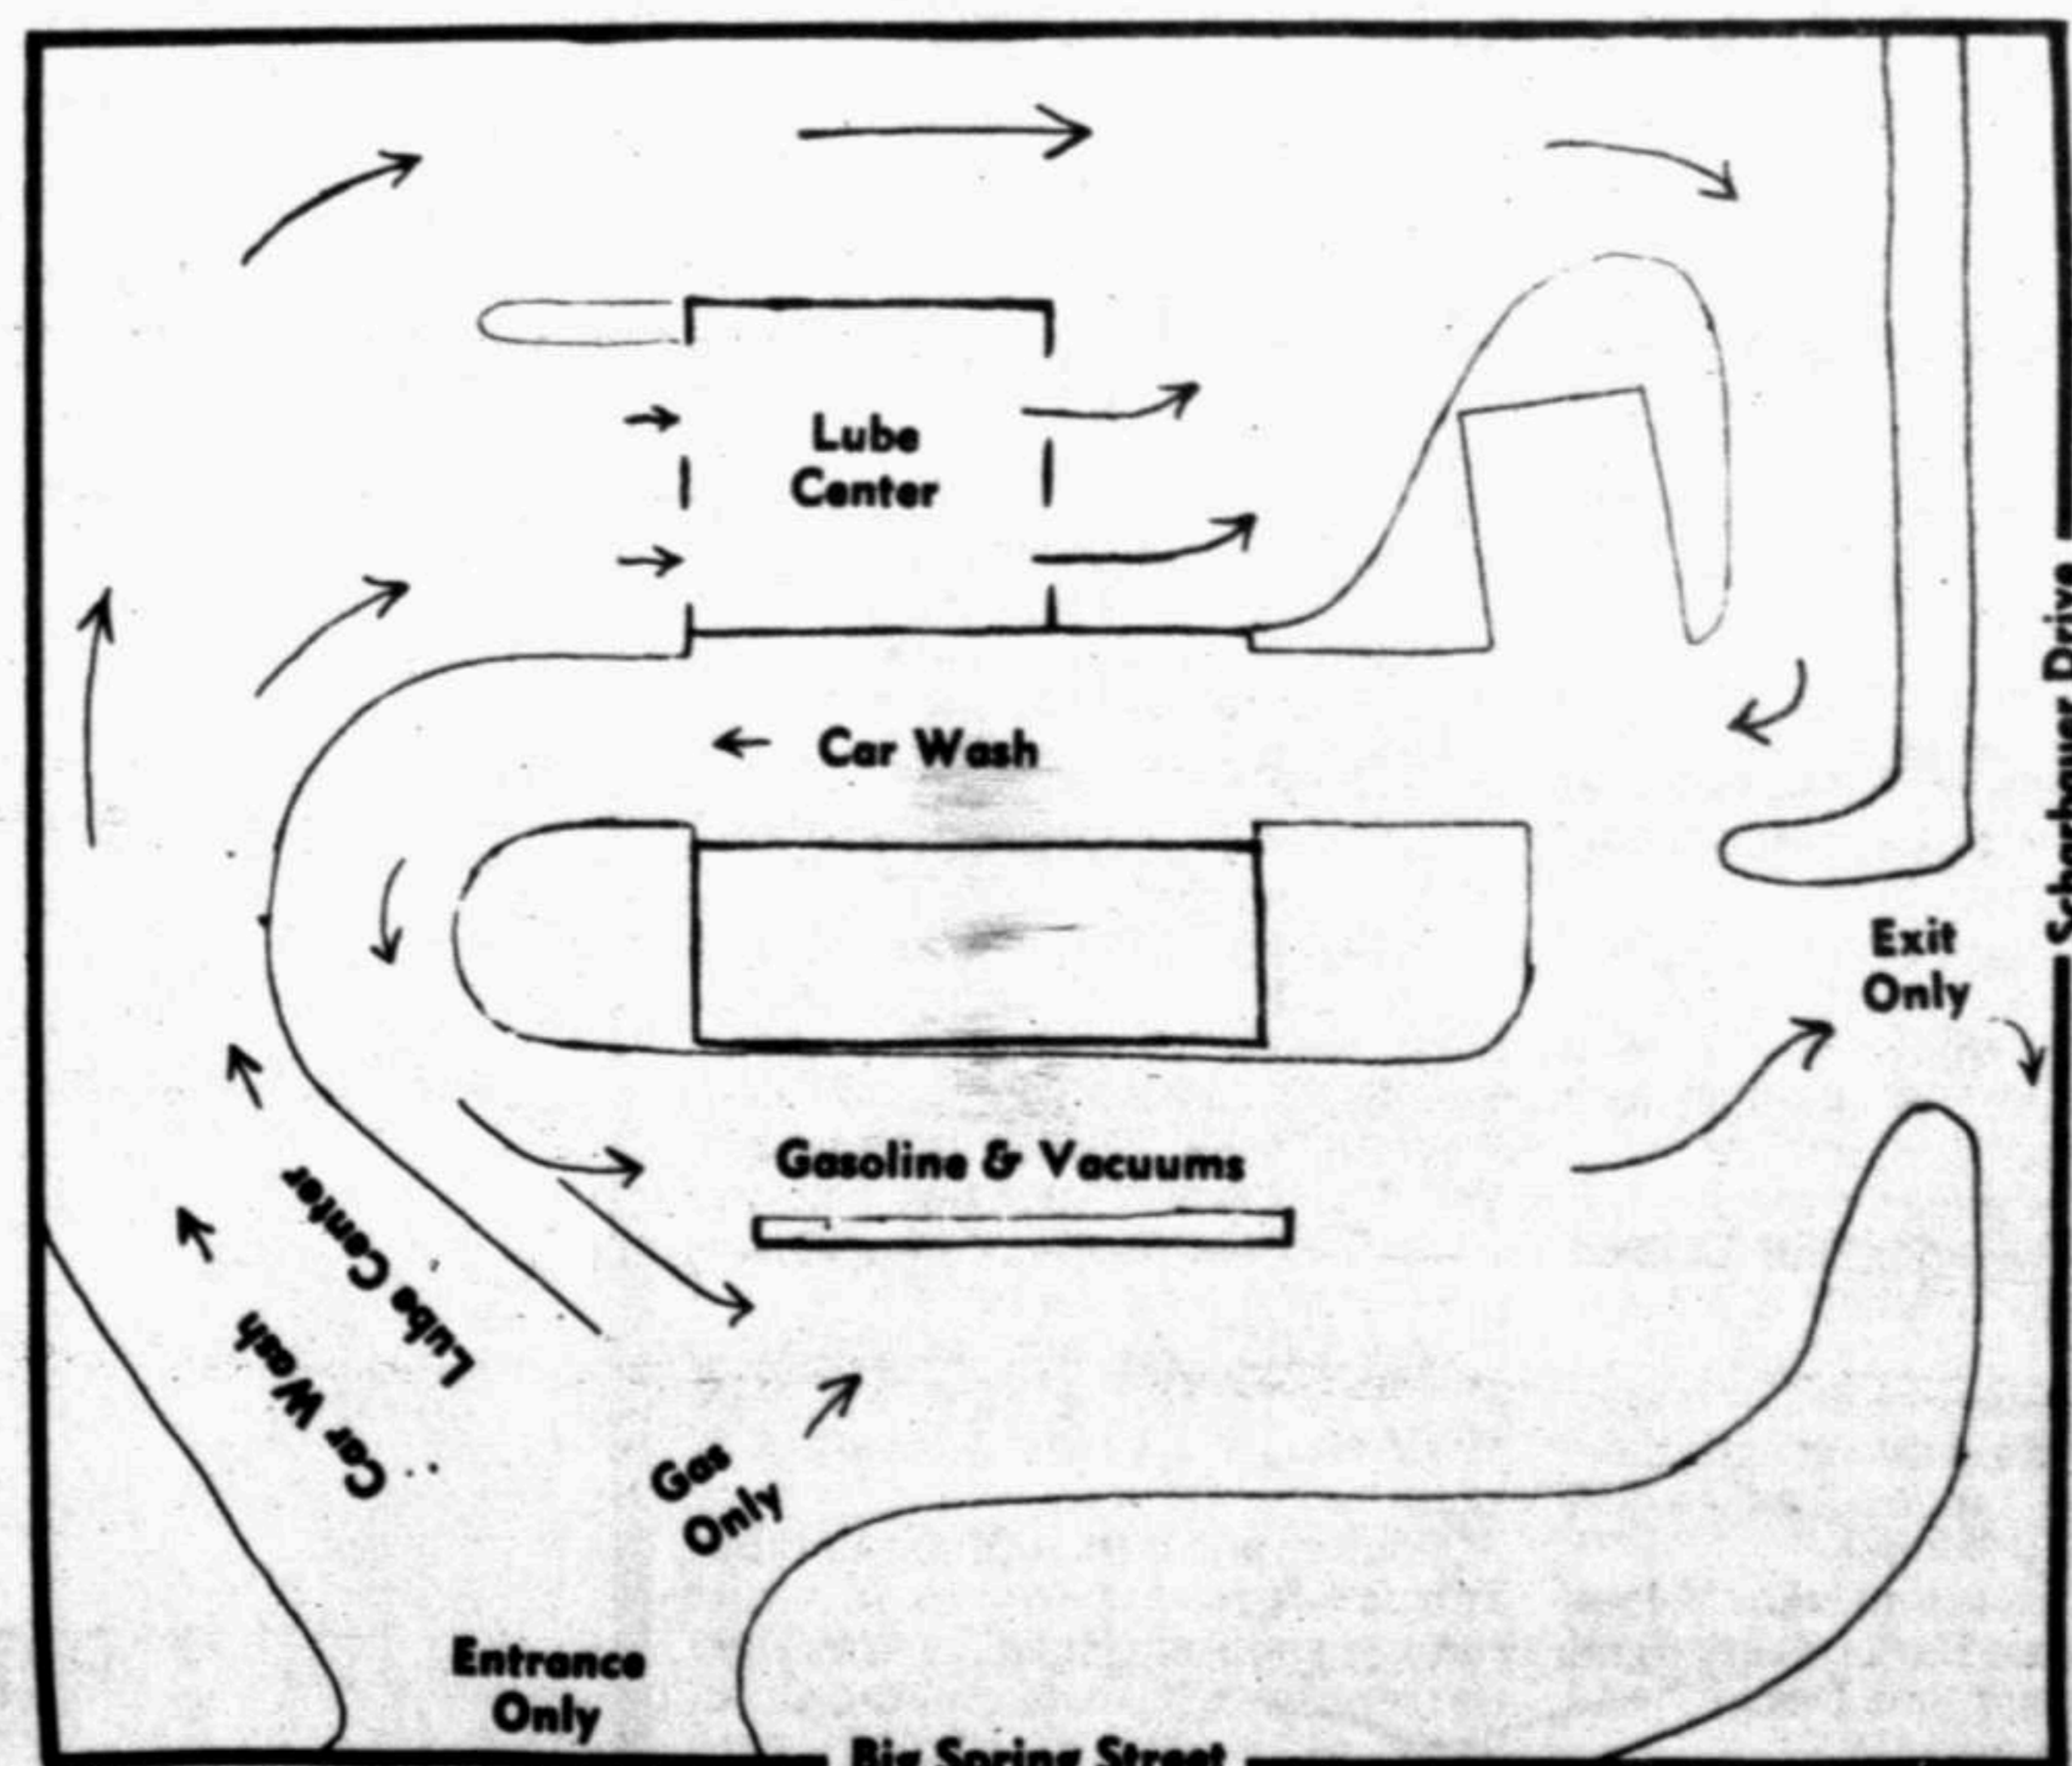 Lube
Center
Car Wash
Exit
Only
Gasoline & Vacuums
Lube Center
Car Wash
Gas
Only
Entrance
Only
Big Spring Street
Drive